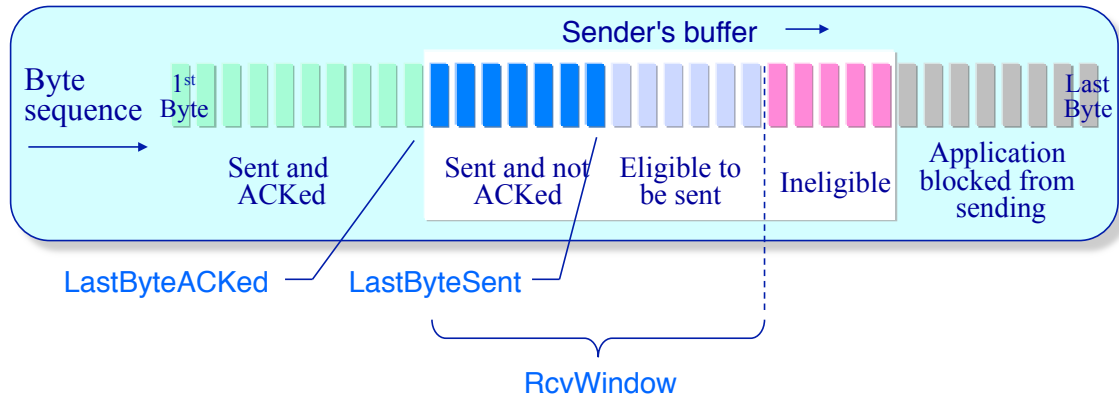 Sender's buffer
Byte
sequence
1st
Byte
Last
Byte
Sent and
ACKed
Sent and not
ACKed
Eligible to
be sent
Ineligible
Application
blocked from
sending
LastByteACKed
LastByteSent
RcvWindow